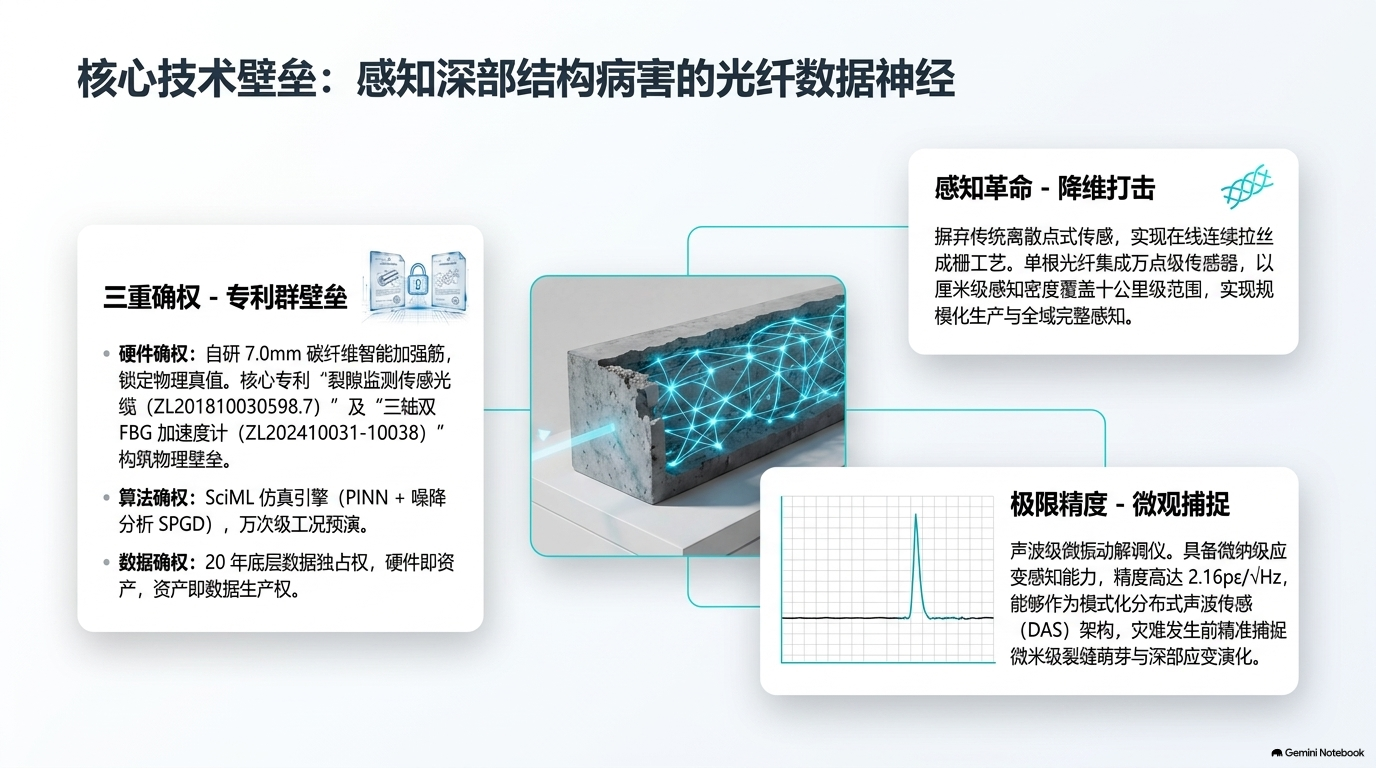 核心技术壁垒：感知深部结构病害的光纤数据神经
三重确权 - 专利群壁垒
• 硬件确权：自研 7.0mm 碳纤维智能加强筋，
锁定物理真值。核心专利“裂隙监测传感光
缆（ZL201810030598.7）”及“三轴双
FBG 加速度计（ZL202410031-10038）”
构筑物理壁垒。
• 算法确权：SciML 仿真引擎（PINN + 噪降
分析 SPGD），万次级工况预演。
• 数据确权：20 年底层数据独占权，硬件即资
产，资产即数据生产权。
感知革命 - 降维打击
摒弃传统离散点式传感，实现在线连续拉丝
成栅工艺。单根光纤集成万点级传感器，以
厘米级感知密度覆盖十公里级范围，实现规
模化生产与全域完整感知。
极限精度 - 微观捕捉
声波级微振动解调仪。具备微纳级应
变感知能力，精度高达 2.16pε/√Hz，
能够作为模式化分布式声波传感
（DAS）架构，灾难发生前精准捕捉
微米级裂缝萌芽与深部应变演化。
Gemini Notebook